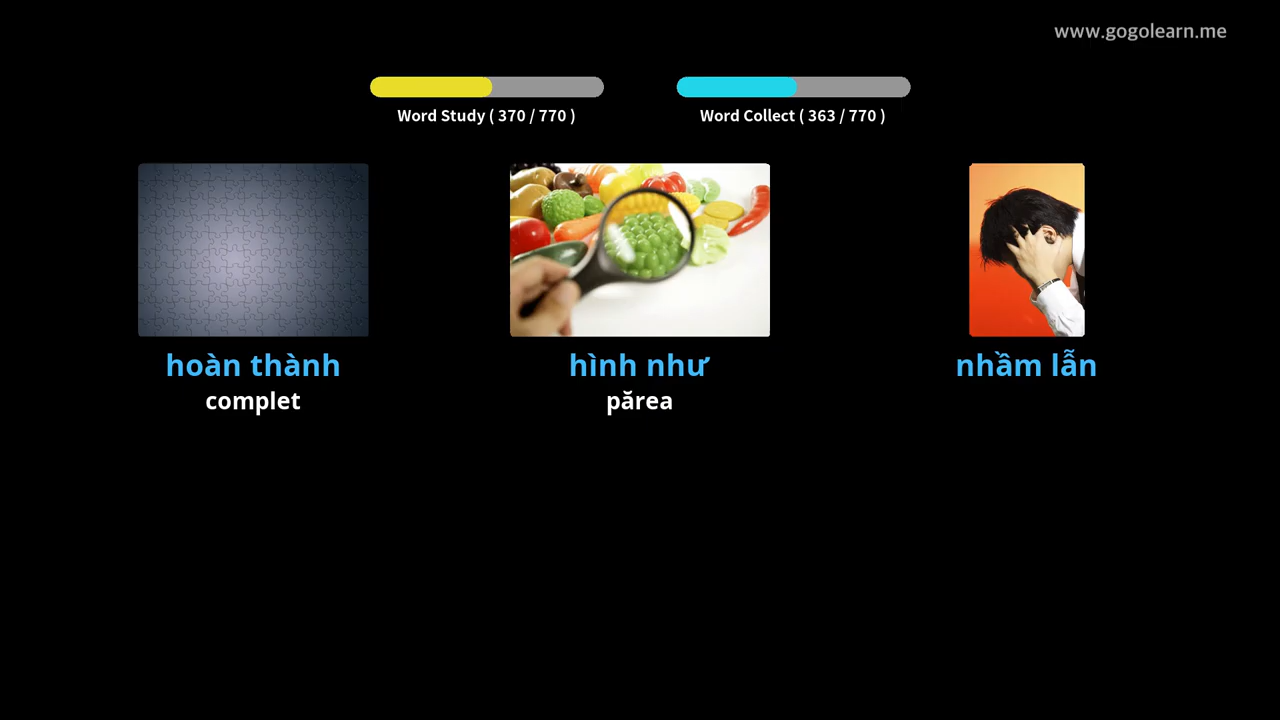 www.gogolearn.me
Word Study ( 370 / 770 )
Word Collect ( 363 / 770 )
hoàn thành
complet
hình như
părea
nhầm lẫn